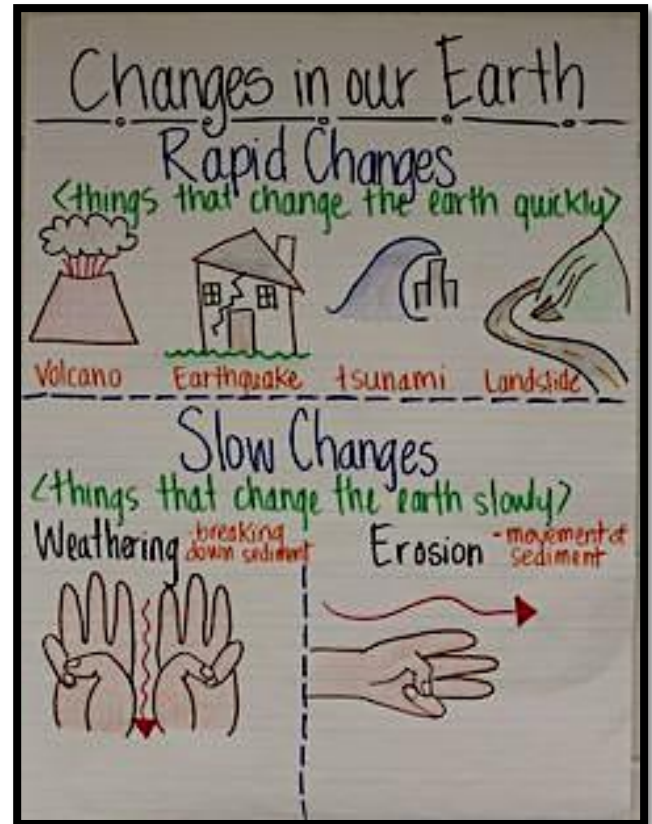 Changes in our Earth
Rapid Changes
<things that change the earth quickly>
Volcano Earthquake tsunami Landslide
Slow Changes
<things that change the earth slowly>
Weathering -breaking down sediment
Erosion -movement of sediment